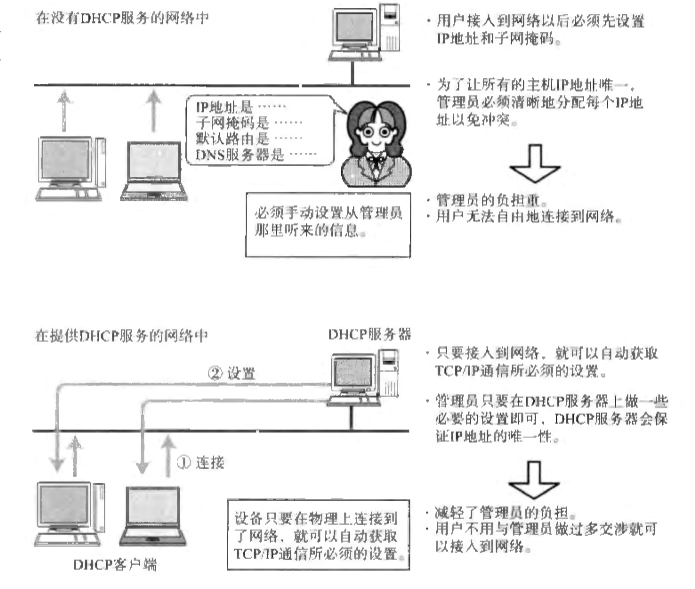 在没有DHCP服务的网络中
· 用户接入到网络以后必须先设置
IP地址和子网掩码。
· 为了让所有的主机IP地址唯一，
管理员必须清晰地分配每个IP地
址以免冲突。
IP地址是 ……
子网掩码是 ……
默认路由是 ……
DNS服务器是 ……
必须手动设置从管理员
那里听来的信息。
· 管理员的负担重。
· 用户无法自由地连接到网络。
在提供DHCP服务的网络中
DHCP服务器
② 设置
① 连接
DHCP客户端
设备只要在物理上连接到
了网络，就可以自动获取
TCP/IP通信所必须的设置。
· 只要接入到网络，就可以自动获取
TCP/IP通信所必须的设置。
· 管理员只要在DHCP服务器上做一些
必要的设置即可，DHCP服务器会保
证IP地址的唯一性。
· 减轻了管理员的负担。
· 用户不用与管理员做过多交涉就可
以接入到网络。